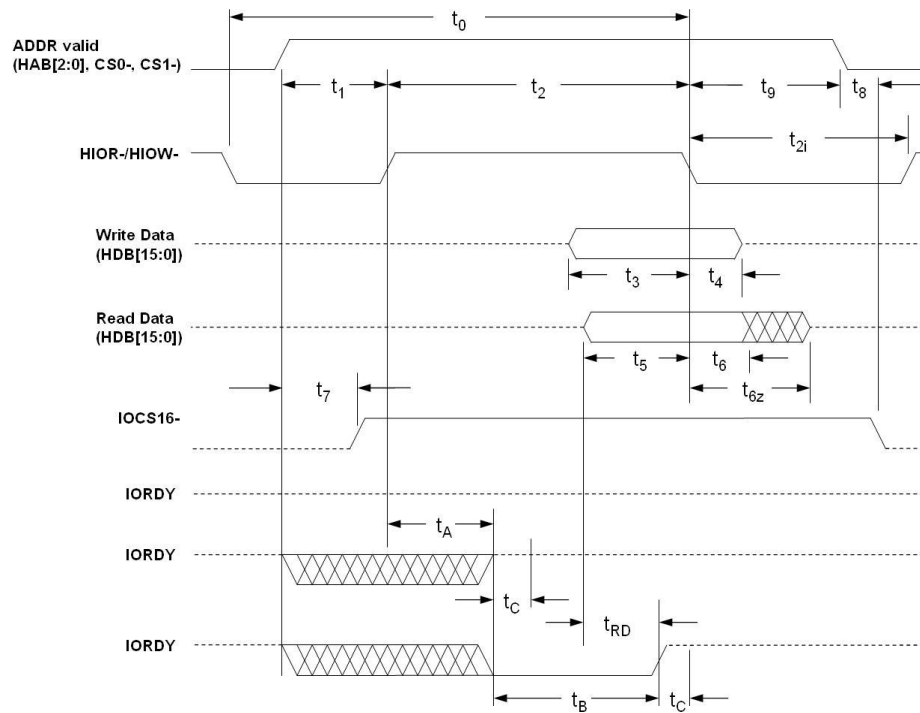 t0
ADDR valid
(HAB[2:0], CS0-, CS1-)
t1
t2
t9
t8
t2i
HIOR-/HIOW-
Write Data
(HDB[15:0])
t3
t4
Read Data
(HDB[15:0])
t5
t6
t7
t6z
IOCS16-
IORDY
tA
IORDY
tC
tRD
IORDY
tB
tC